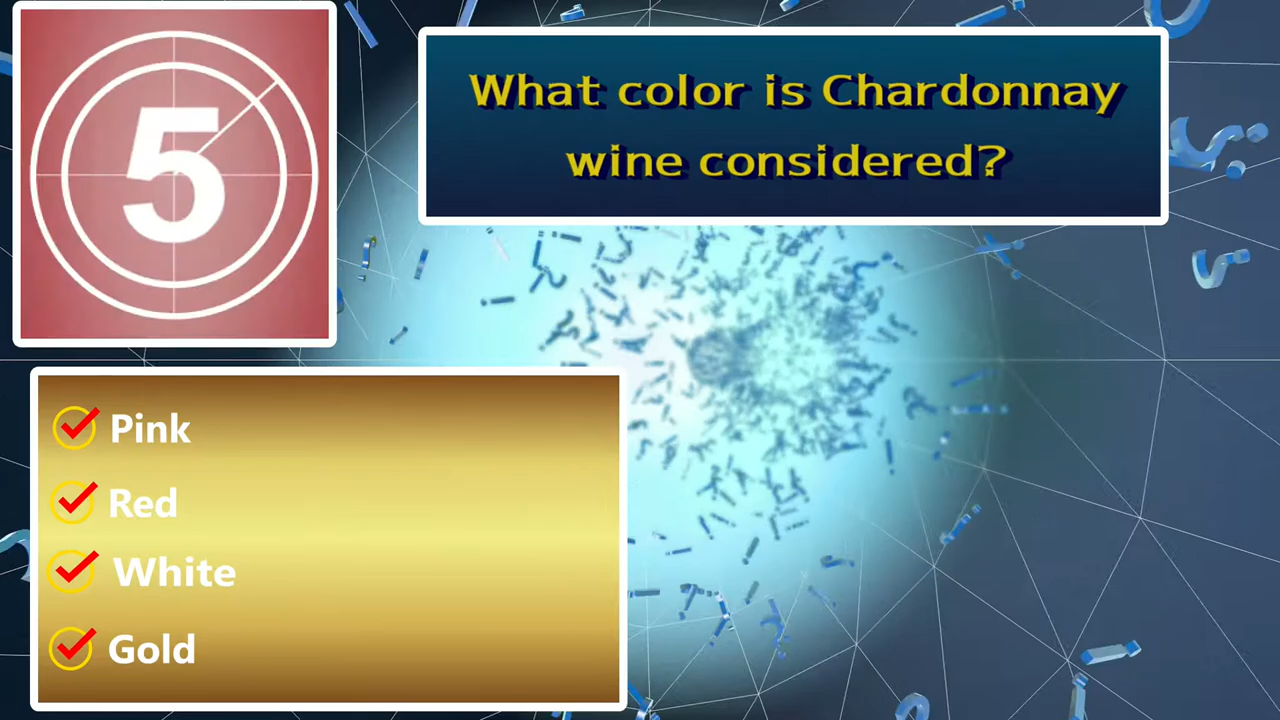 5
What color is Chardonnay
wine considered?
Pink
Red
White
Gold